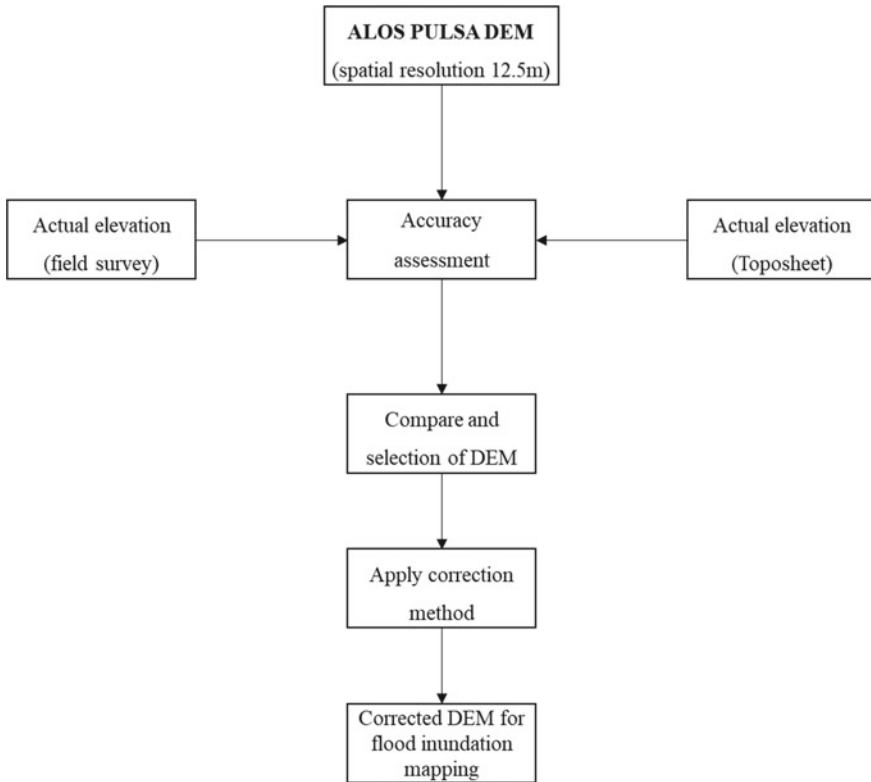 ALOS PULSA DEM
(spatial resolution 12.5m)
Actual elevation
(field survey)
Accuracy
assessment
Actual elevation
(Toposheet)
Compare and
selection of DEM
Apply correction
method
Corrected DEM for
flood inundation
mapping